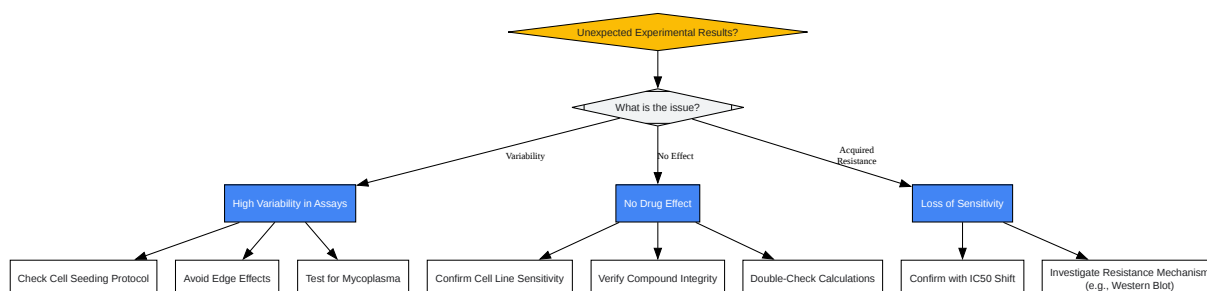 Unexpected Experimental Results?
What is the issue?
Variability
No Effect
Acquired
Resistance
High Variability in Assays
No Drug Effect
Loss of Sensitivity
Check Cell Seeding Protocol
Avoid Edge Effects
Test for Mycoplasma
Confirm Cell Line Sensitivity
Verify Compound Integrity
Double-Check Calculations
Confirm with IC50 Shift
Investigate Resistance Mechanism
(e.g., Western Blot)